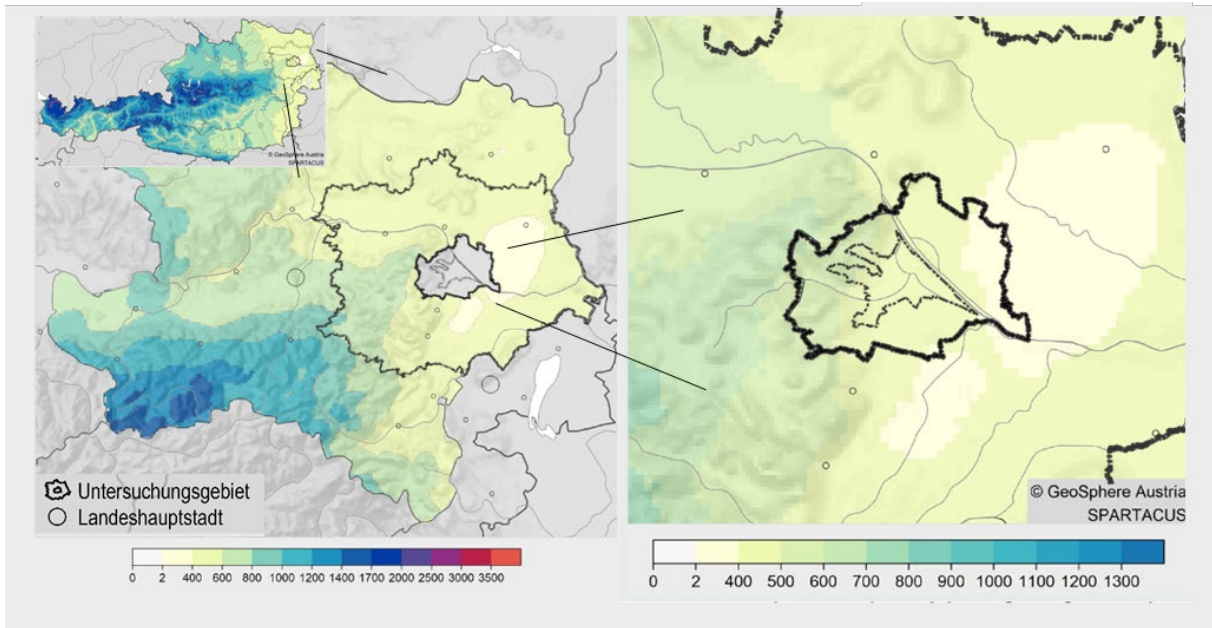 © GeoSphere Austria
SPARTACUS
Untersuchungsgebiet
Landeshauptstadt
0 2 400 600 800 1000 1200 1400 1700 2000 2500 3000 3500
© GeoSphere Austria
SPARTACUS
0 2 400 500 600 700 800 900 1000 1100 1200 1300